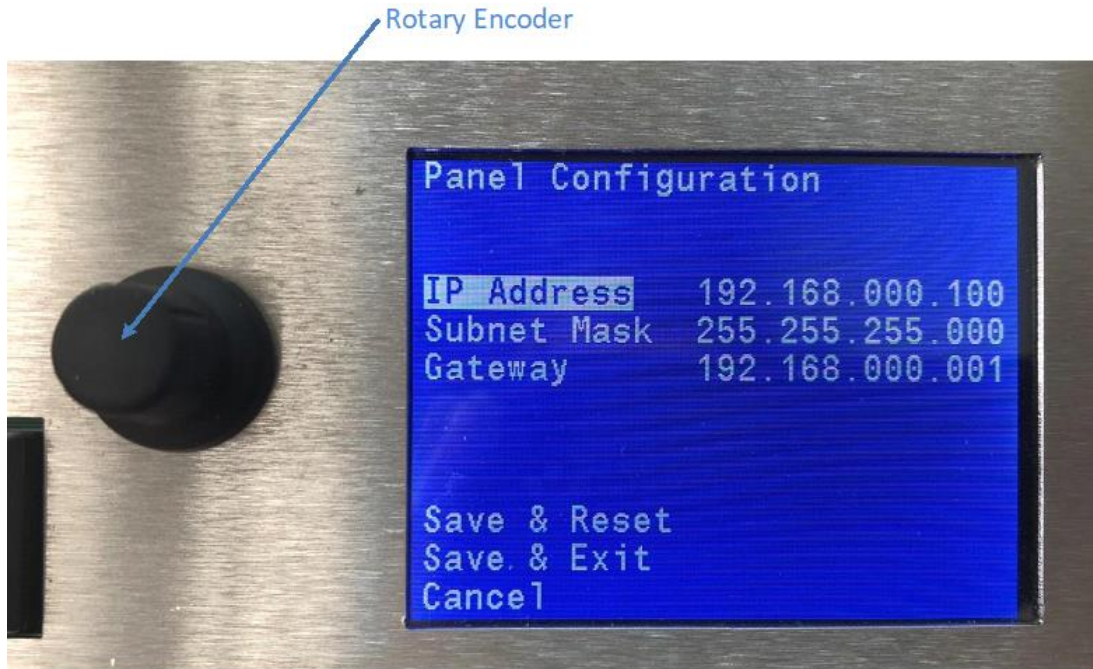 Rotary Encoder
Panel Configuration
IP Address 192.168.000.100
Subnet Mask 255.255.255.000
Gateway 192.168.000.001
Save & Reset
Save & Exit
Cancel